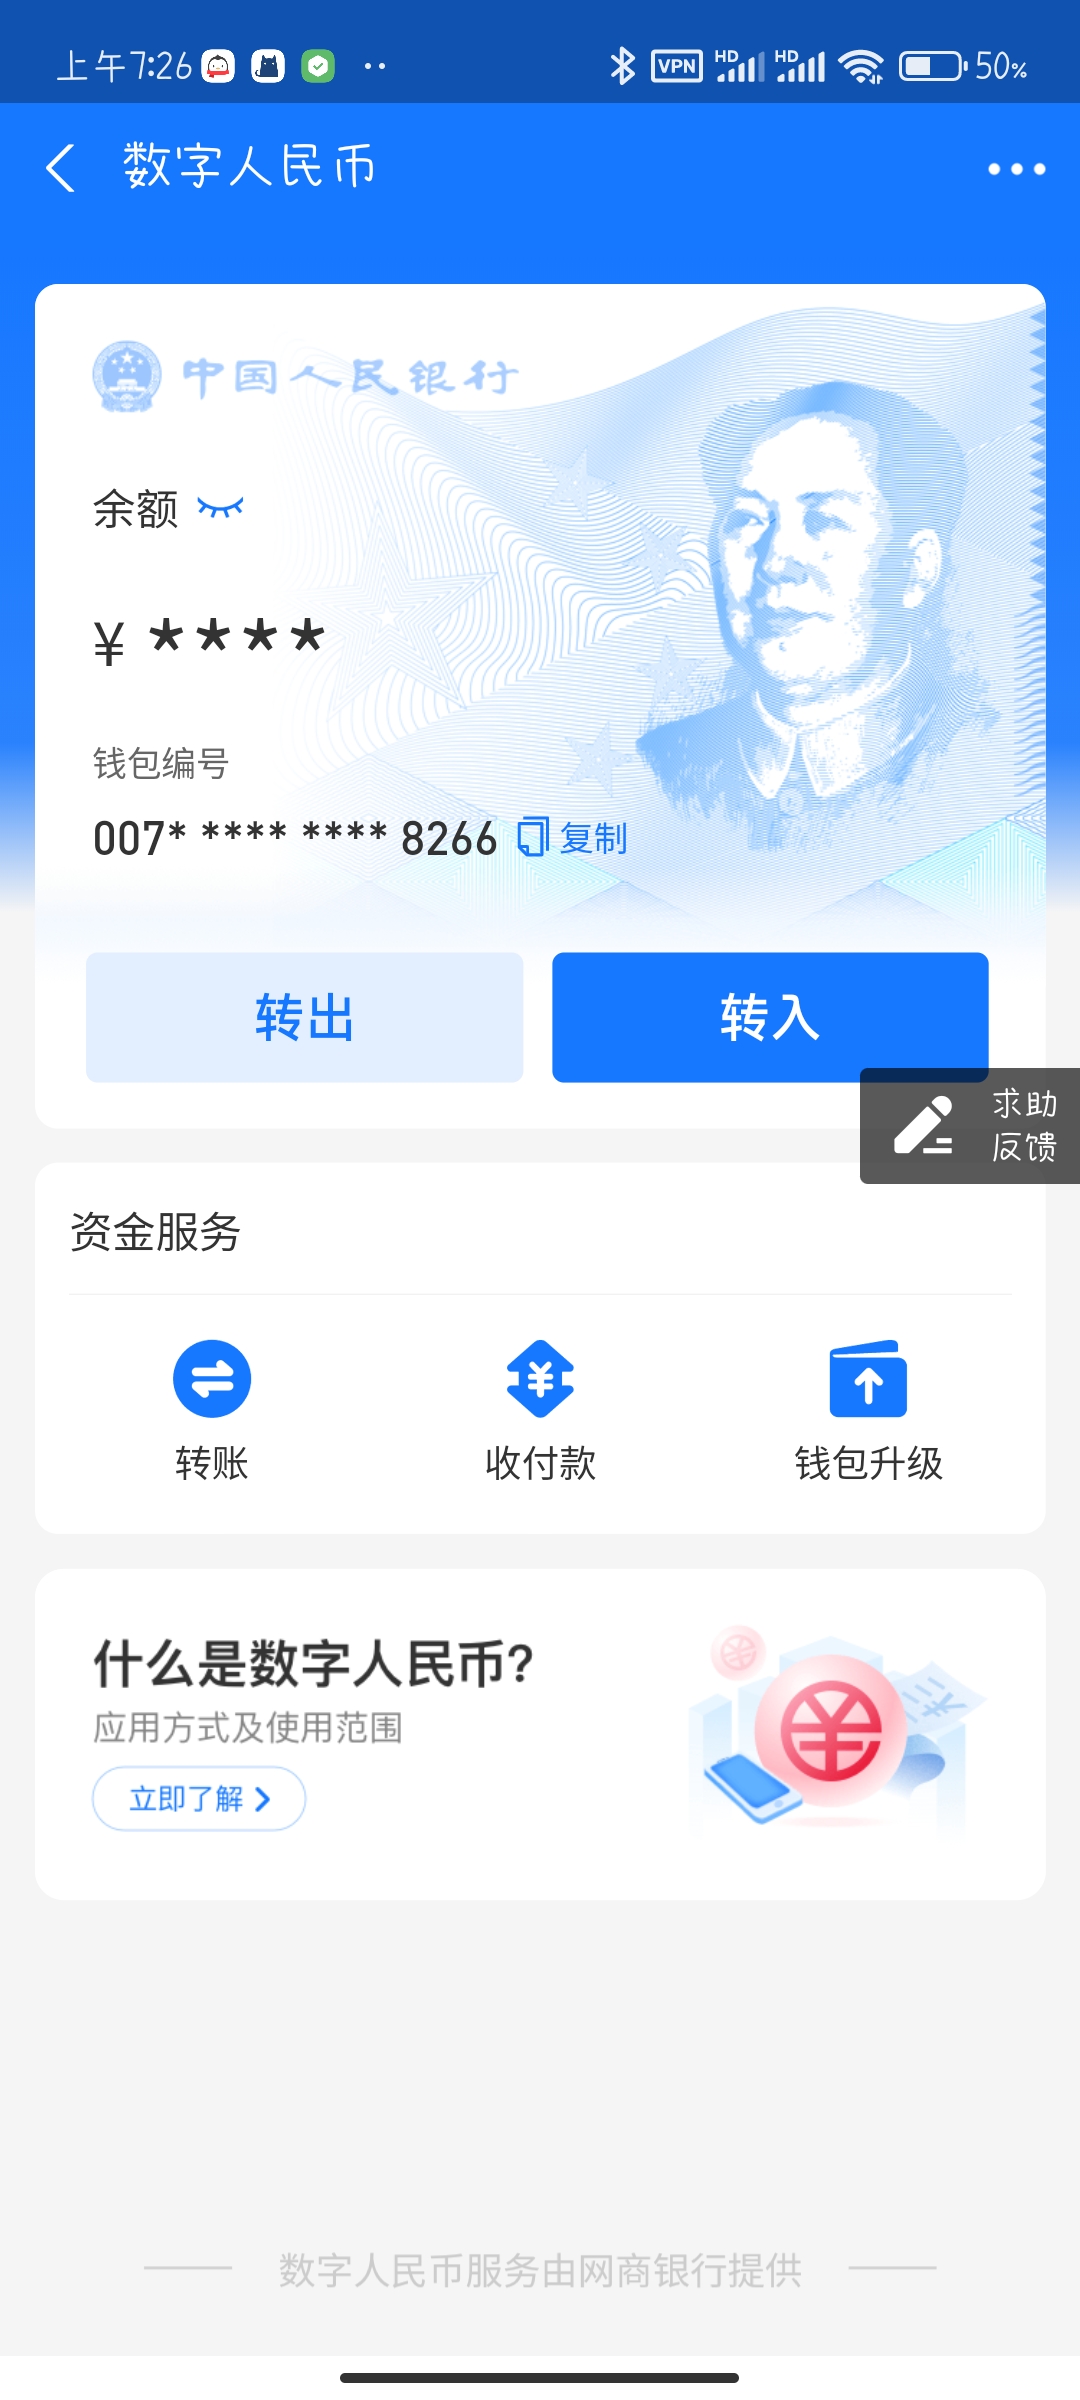 上午7:26
VPN HD HD 50%
数字人民币
中国人民银行
余额
¥ ****
钱包编号
007* **** **** 8266 复制
转出 转入
求助
反馈
资金服务
转账 收付款 钱包升级
什么是数字人民币?
应用方式及使用范围
立即了解
数字人民币服务由网商银行提供